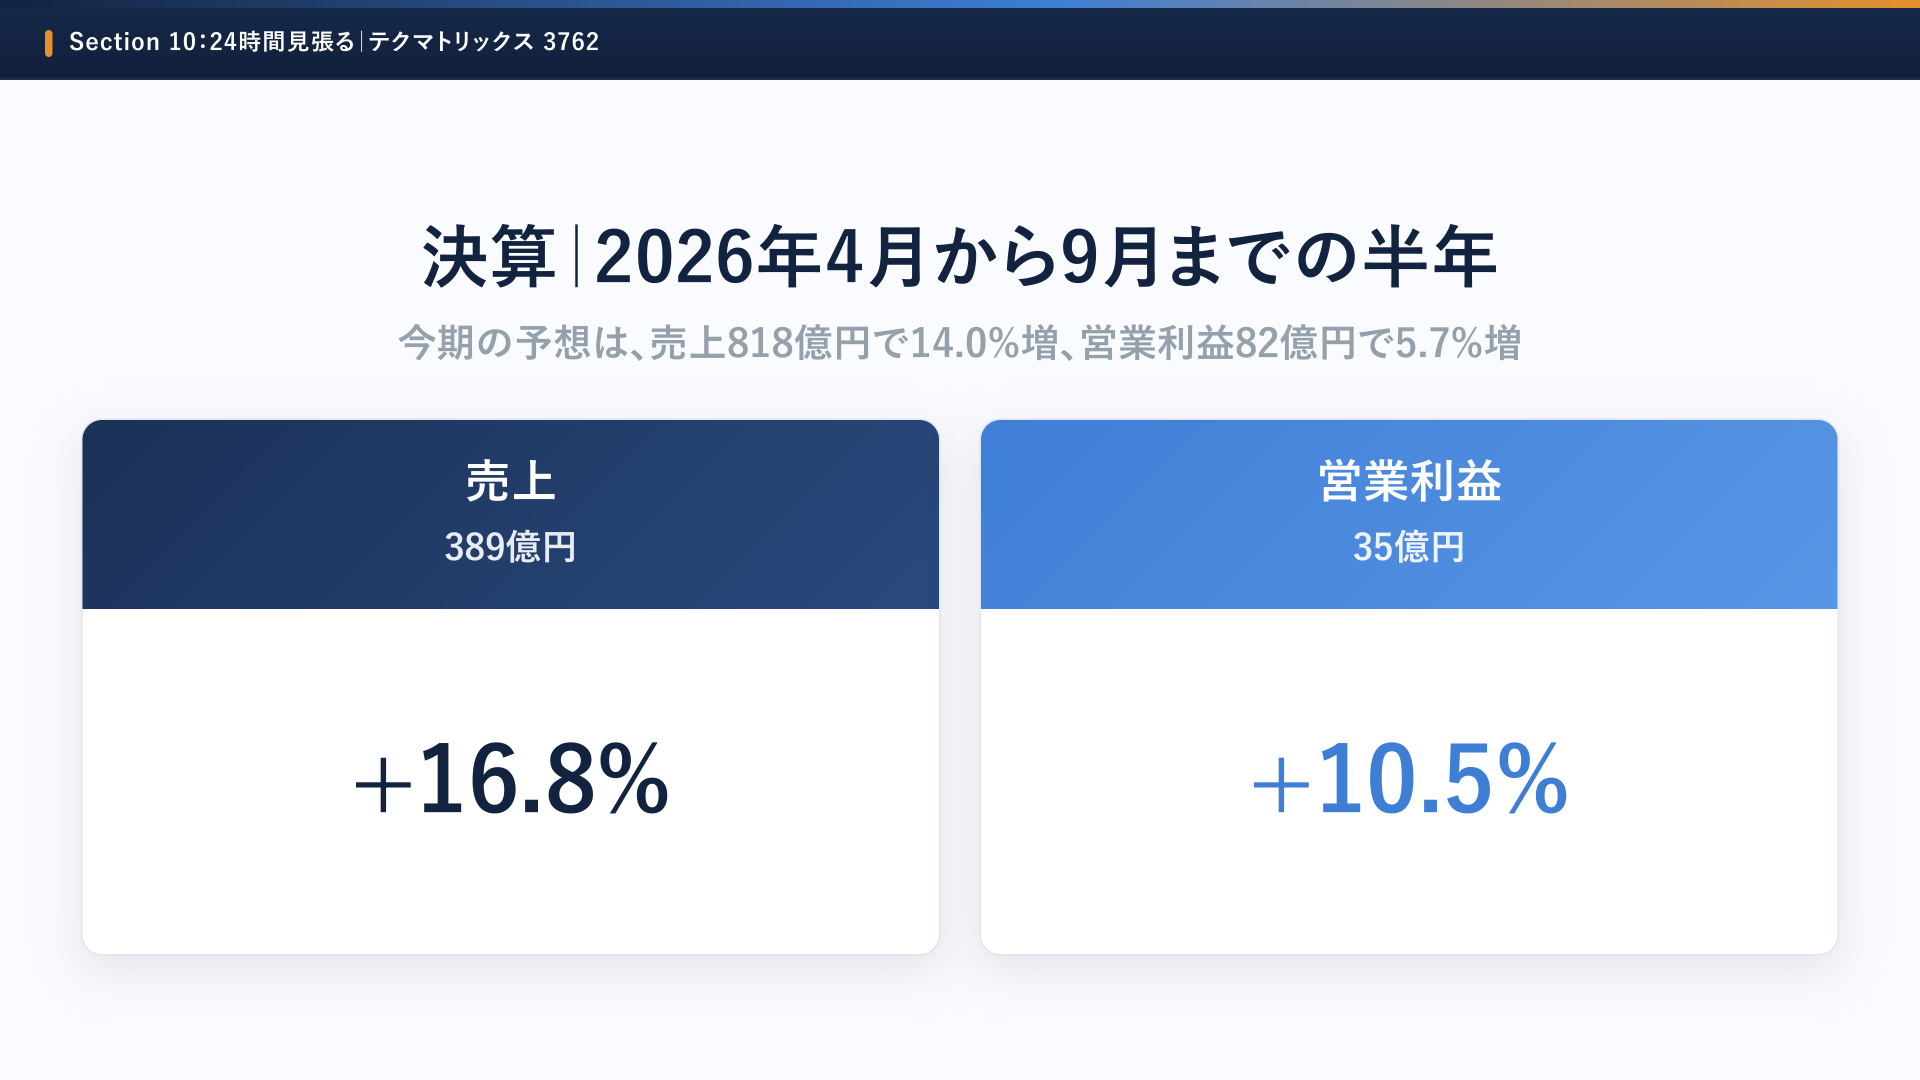 Section 10：24時間見張る｜テクマトリックス 3762
決算｜2026年4月から9月までの半年
今期の予想は、売上818億円で14.0%増、営業利益82億円で5.7%増
売上
389億円
+16.8%
営業利益
35億円
+10.5%